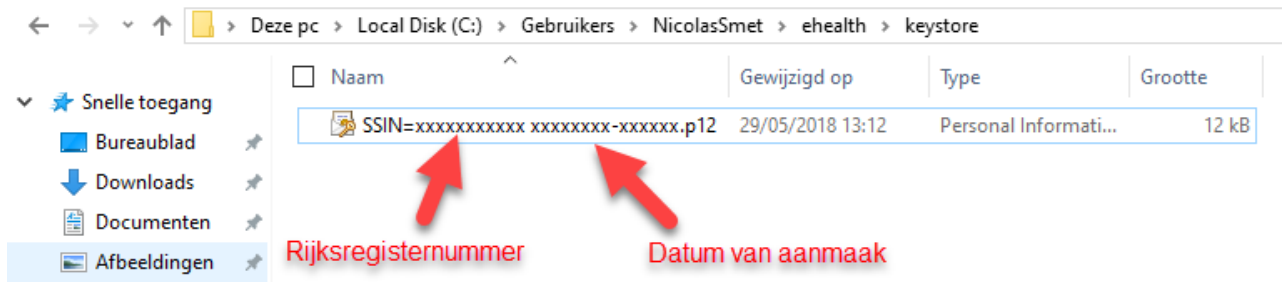 Deze pc > Local Disk (C:) > Gebruikers > NicolasSmet > ehealth > keystore
Naam Gewijzigd op Type Grootte
Snelle toegang
SSIN=xxxxxxxxxxx xxxxxxxx-xxxxxx.p12 29/05/2018 13:12 Personal Informati... 12 kB
Bureaublad
Downloads
Documenten
Rijksregisternummer Datum van aanmaak
Afbeeldingen